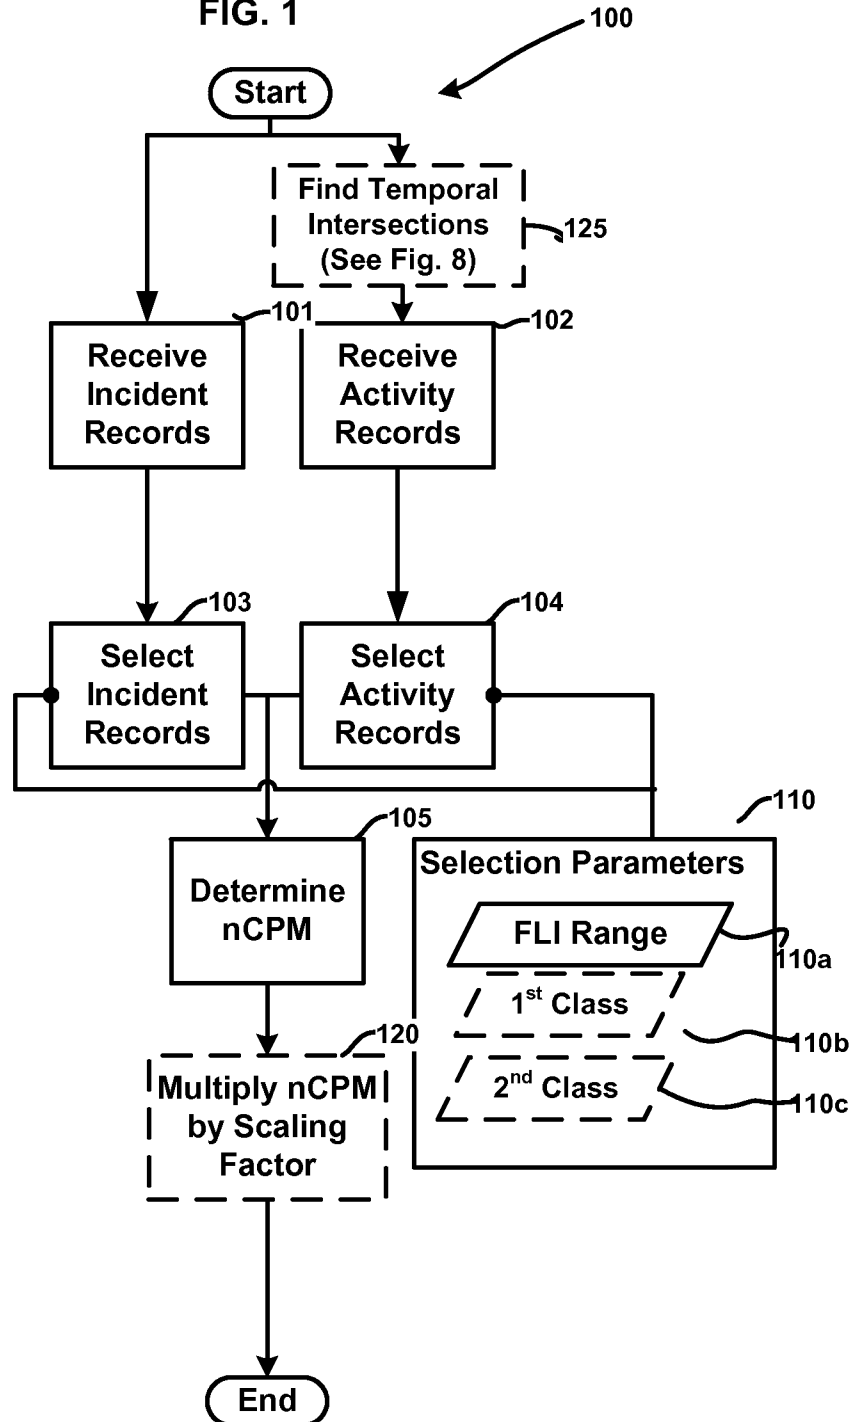 FIG. 1
100
Start
Find Temporal
Intersections
(See Fig. 8)
125
101
102
Receive
Incident
Records
Receive
Activity
Records
103
104
Select
Incident
Records
Select
Activity
Records
105
110
Determine
nCPM
Selection Parameters
FLI Range
110a
1st Class
110b
120
Multiply nCPM
by Scaling
Factor
2nd Class
110c
End